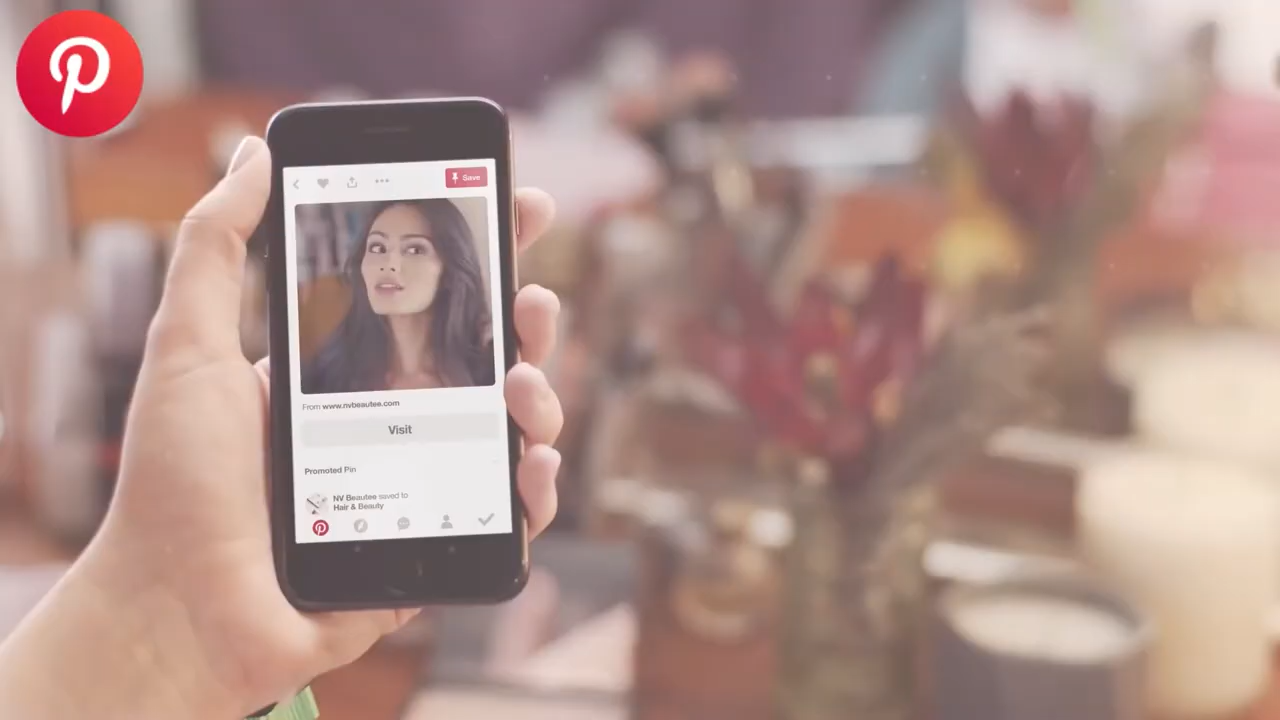 Save
From www.nvbeautee.com
Visit
Promoted Pin
NV Beautee saved to
Hair & Beauty